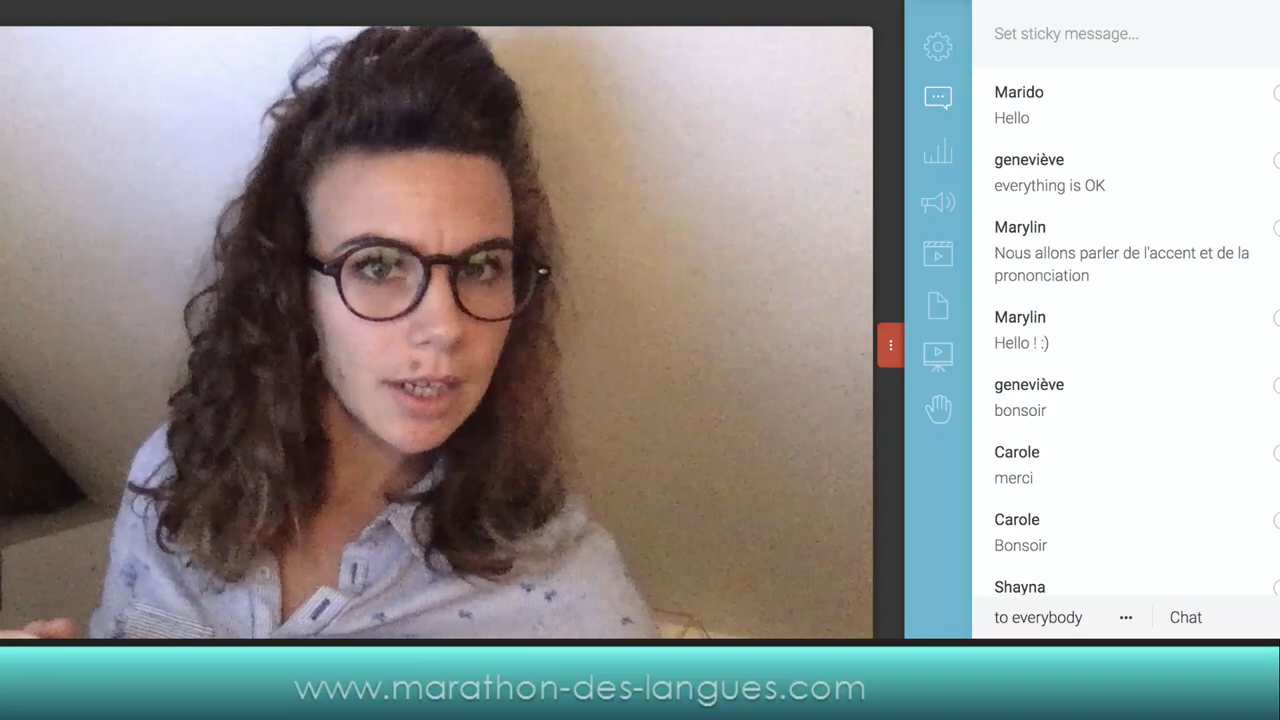 Set sticky message...
Marido
Hello
geneviève
everything is OK
Marylin
Nous allons parler de l'accent et de la
prononciation
Marylin
Hello ! :)
geneviève
bonsoir
Carole
merci
Carole
Bonsoir
Shayna
to everybody
Chat
www.marathon-des-langues.com